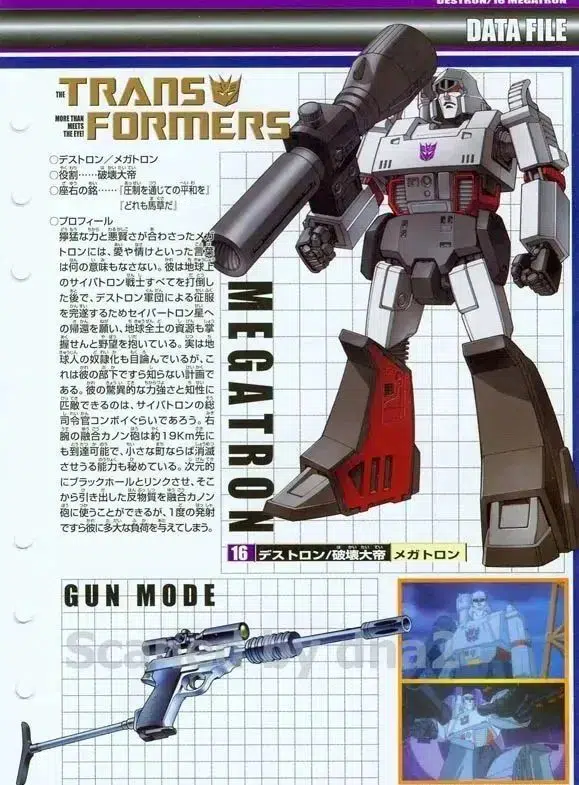 DESTRON/16 MEGATRON
DATA FILE
THE TRANSFORMERS
MORE THAN
MEETS
THE EYE!
○デストロン/メガトロン
○役割……破壊大帝
○座右の銘……『圧制を通じての平和を』
『どれも馬草だ』
○プロフィール
獰猛な力と悪賢さが合わさったメガ
トロンには、愛や情けといった言葉
は何の意味もなさない。彼は地球上
のサイバトロン戦士すべてを打倒し
た後で、デストロン軍団による征服
を完遂するためセイバートロン星へ
の帰還を願い、地球全土の資源も掌
握せんと野望を抱いている。実は地
球人の奴隷化も目論んでいるが、こ
れは彼の部下ですら知らない計画で
ある。彼の驚異的な力強さと知性に
匹敵できるのは、サイバトロンの総
司令官コンボイぐらいであろう。右
腕の融合カノン砲は約19Km先に
も到達可能で、小さな町ならば消滅
させうる能力も秘めている。次元的
にブラックホールとリンクさせ、そこ
から引き出した反物質を融合カノン
砲に使うことができるが、1度の発射
ですら彼に多大な負荷を与えてしまう。
MEGATRON
16 デストロン/破壊大帝 メガトロン
GUN MODE
Scanned by dna2